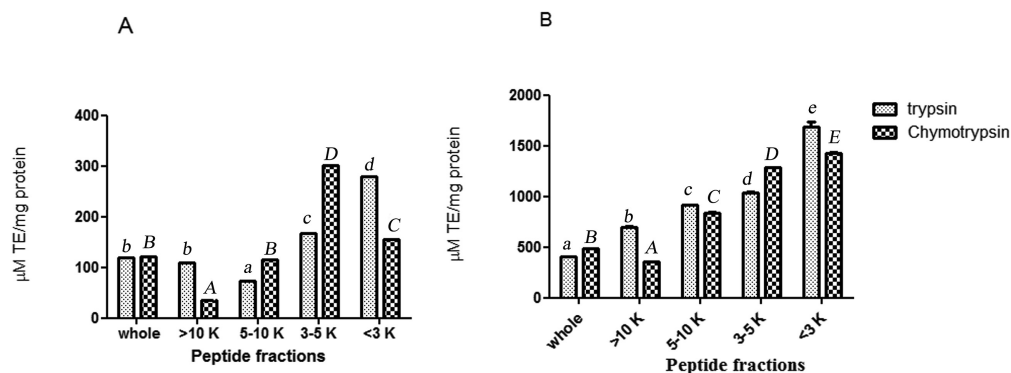 A
μM TE/mg protein
400
300
200
100
0
b B b A a B c D d C
whole >10 K 5-10 K 3-5 K <3 K
Peptide fractions
B
μM TE/mg protein
2000
1500
1000
500
0
a B b A c C d D e E
whole >10 K 5-10 K 3-5 K <3 K
Peptide fractions
trypsin
Chymotrypsin